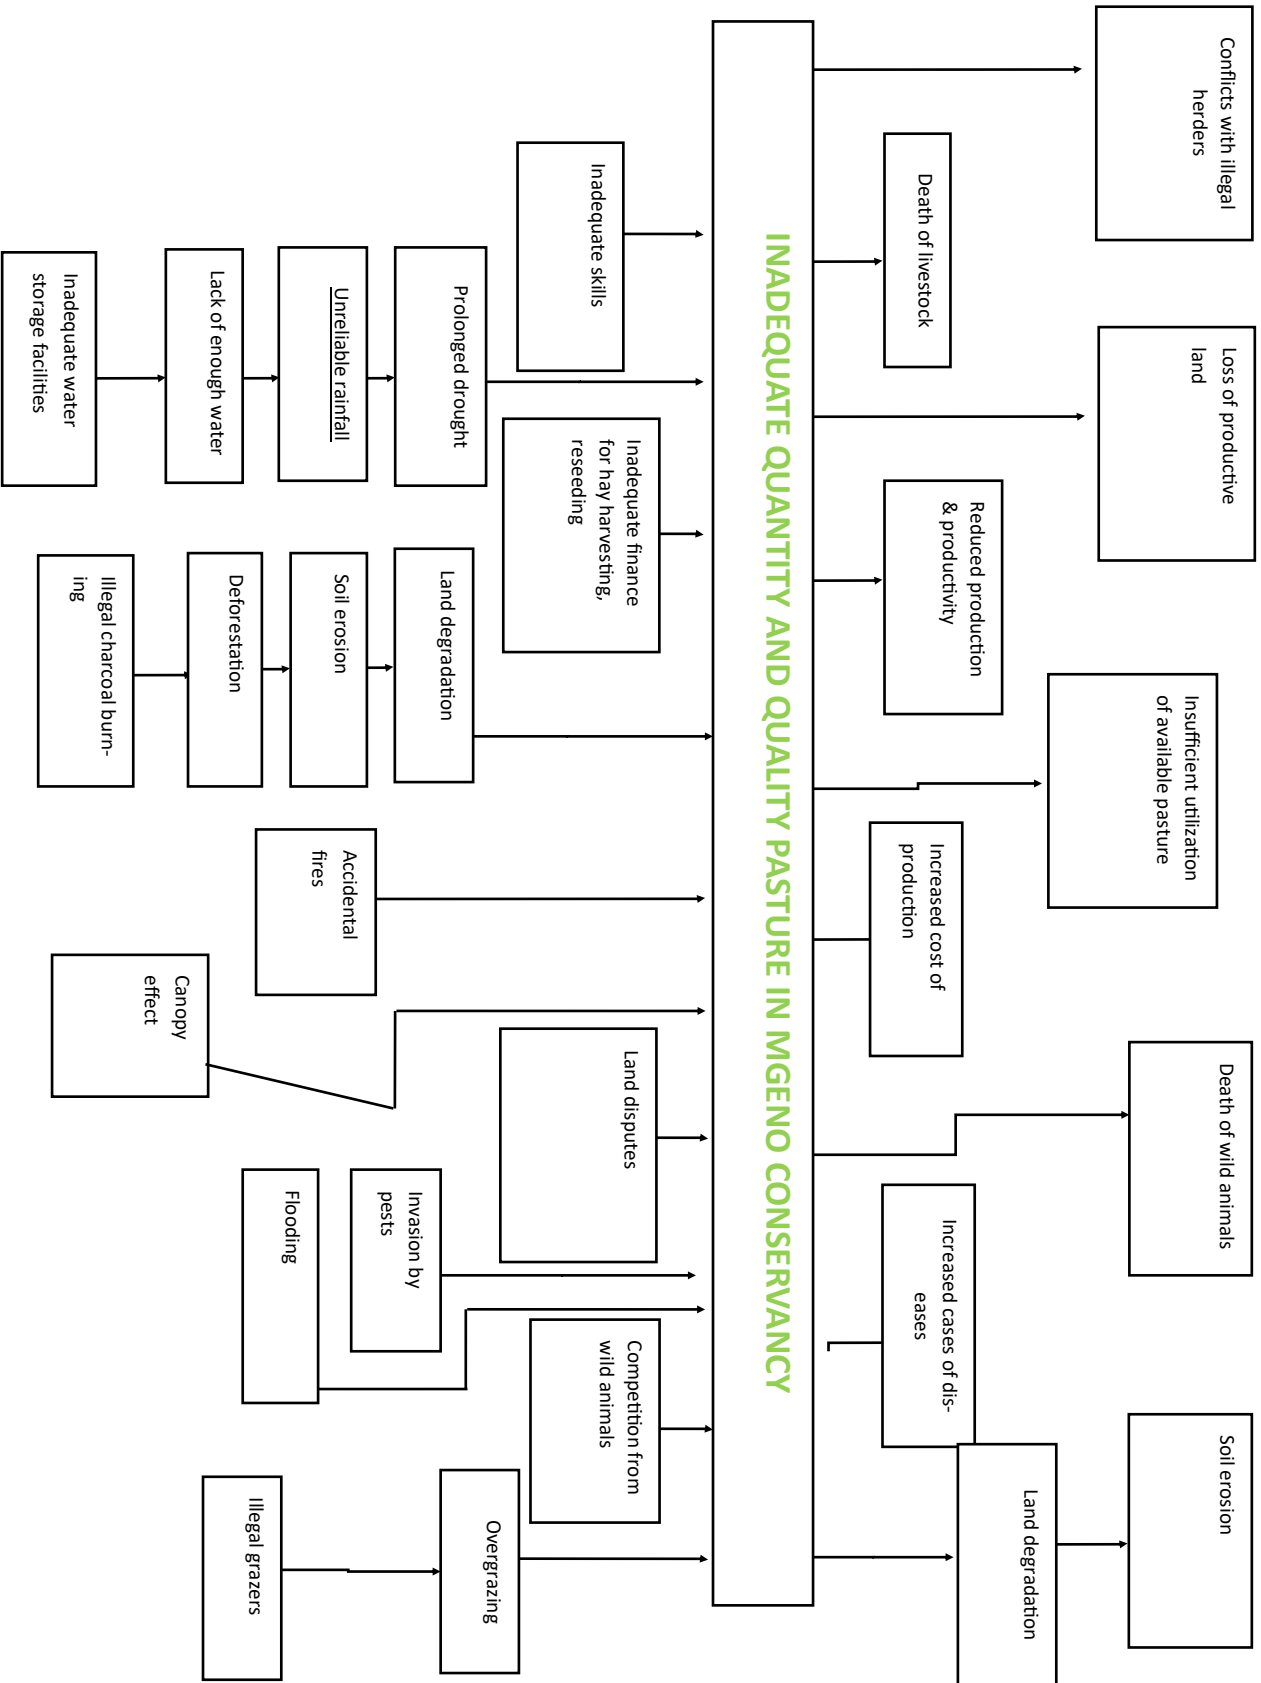 Conflicts with illegal
herders
Loss of productive
land
Insufficient utilization
of available pasture
Death of wild animals
Soil erosion
Death of livestock
Reduced production
& productivity
Increased cost of
production
Increased cases of dis-
eases
Land degradation
INADEQUATE QUANTITY AND QUALITY PASTURE IN MGENO CONSERVANCY
Inadequate skills
Inadequate finance
for hay harvesting,
reseeding
Land disputes
Competition from
wild animals
Prolonged drought
Land degradation
Invasion by
pests
Overgrazing
Unreliable rainfall
Soil erosion
Accidental
fires
Flooding
Illegal grazers
Lack of enough water
Deforestation
Canopy
effect
Inadequate water
storage facilities
Illegal charcoal burn-
ing